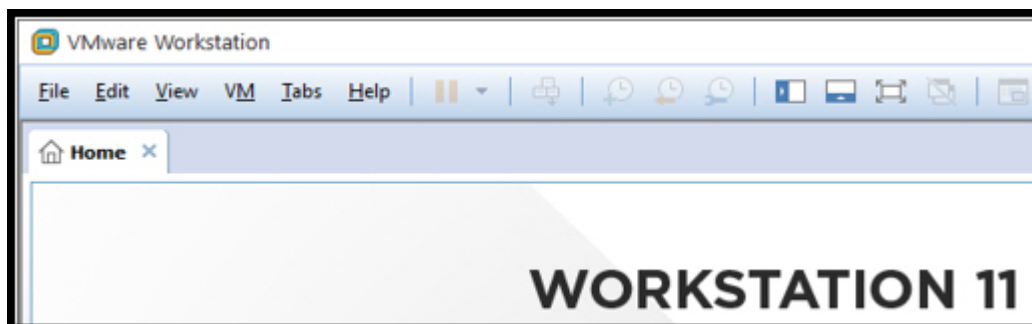 VMware Workstation
File Edit View VM Tabs Help
Home
WORKSTATION 11